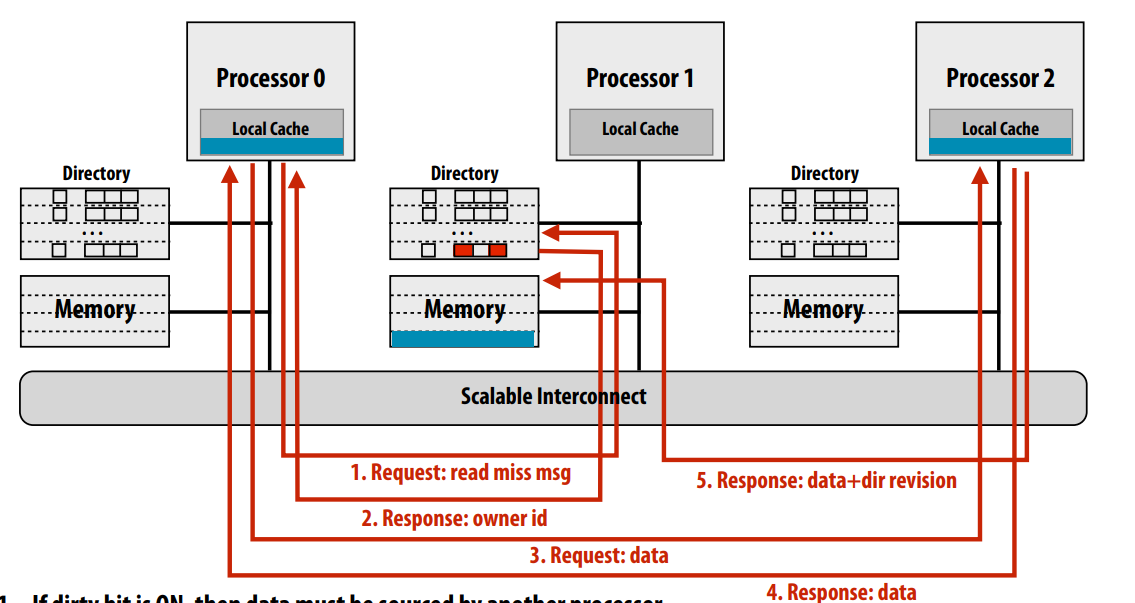 Processor 0
Local Cache
Processor 1
Local Cache
Processor 2
Local Cache
Directory
. . .
Memory
Directory
. . .
Memory
Directory
. . .
Memory
Scalable Interconnect
1. Request: read miss msg
2. Response: owner id
3. Request: data
4. Response: data
5. Response: data+dir revision
1. If dirty bit is ON, then data must be sourced by another processor